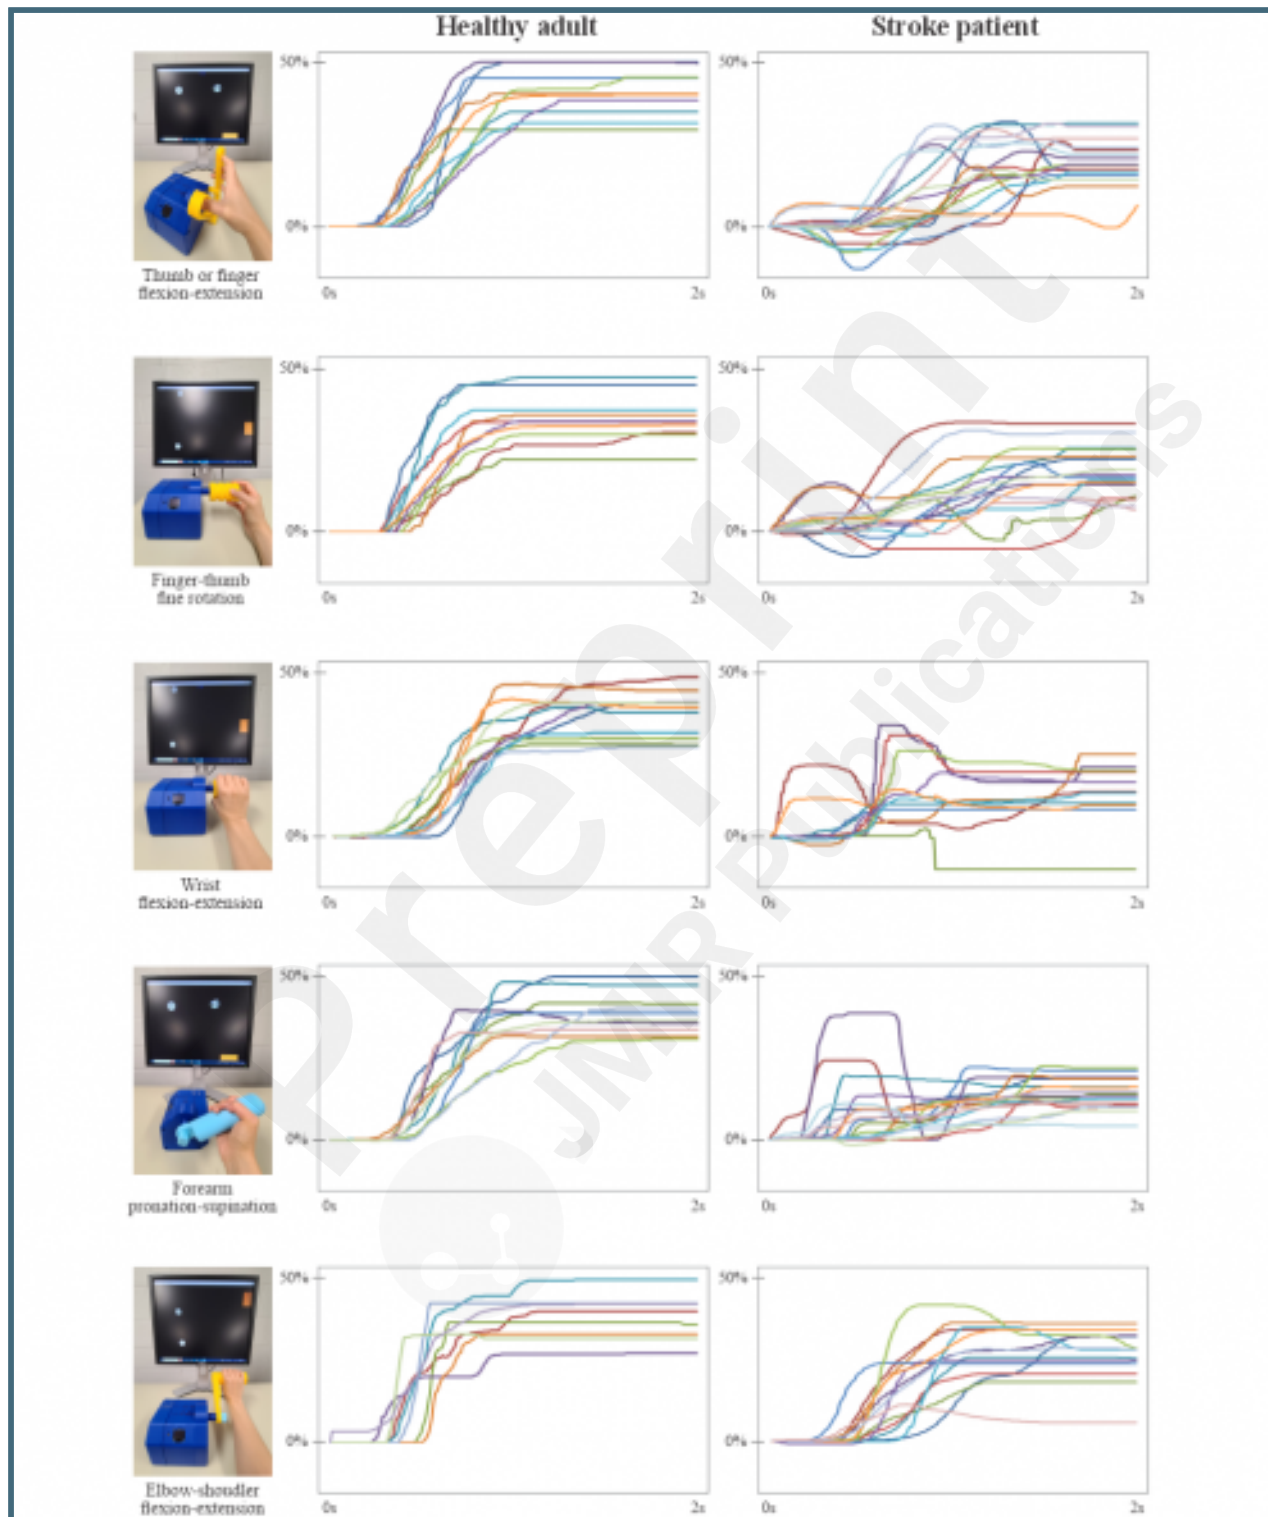 Healthy adult
Stroke patient
50%
0%
0s
2s
50%
0%
0s
2s
Thumb or finger
flexion-extension
50%
0%
0s
2s
50%
0%
0s
2s
Finger-thumb
fine rotation
50%
0%
0s
2s
50%
0%
0s
2s
Wrist
flexion-extension
50%
0%
0s
2s
50%
0%
0s
2s
Forearm
pronation-supination
50%
0%
0s
2s
50%
0%
0s
2s
Elbow-shoudler
flexion-extension
Preprint
JMIR Publications